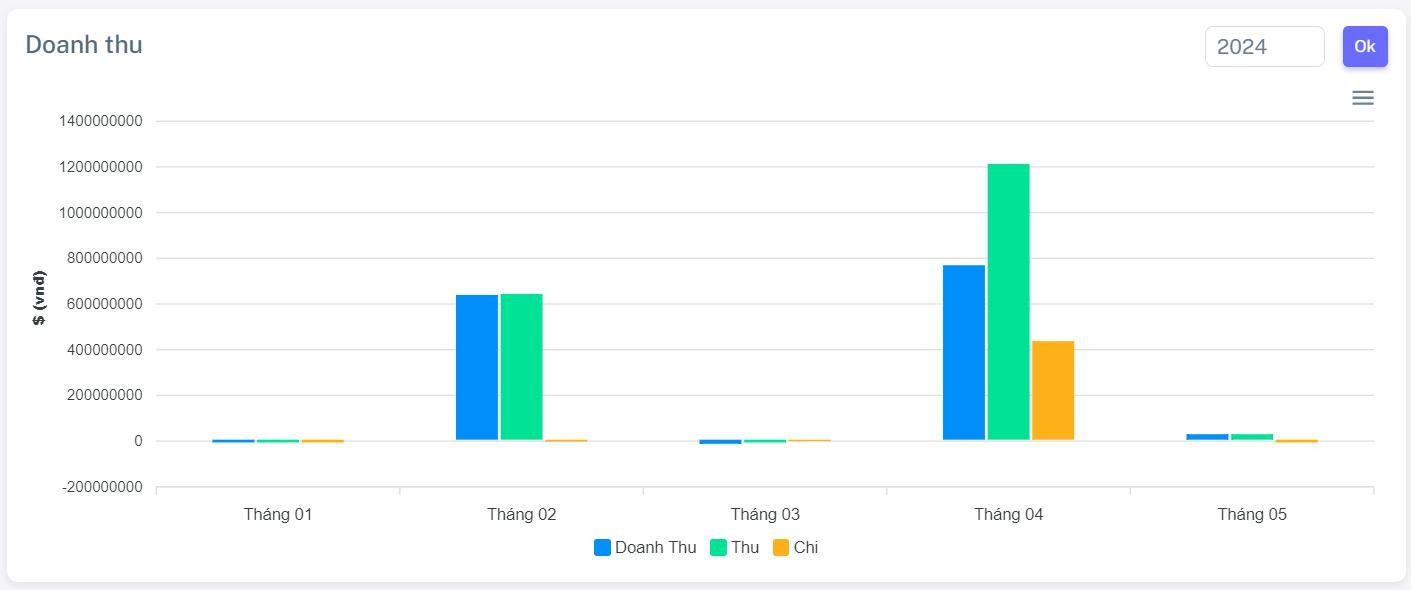 Doanh thu
2024
Ok
1400000000
1200000000
1000000000
800000000
600000000
400000000
200000000
0
-200000000
$ (vnd)
Tháng 01
Tháng 02
Tháng 03
Tháng 04
Tháng 05
Doanh Thu
Thu
Chi